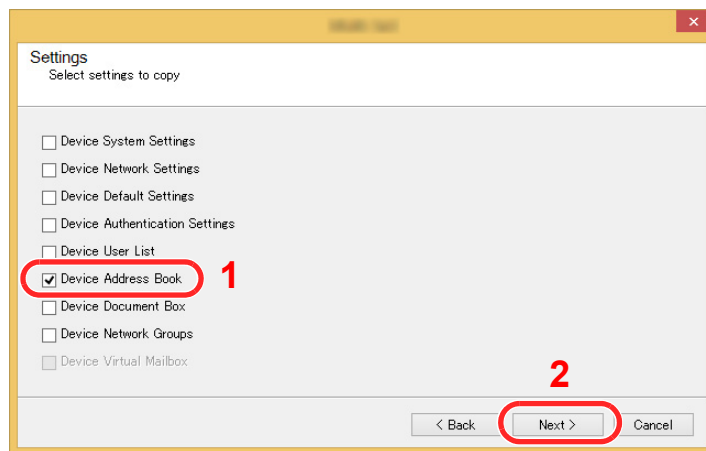 Settings
Select settings to copy
Device System Settings
Device Network Settings
Device Default Settings
Device Authentication Settings
Device User List
Device Address Book 1
Device Document Box
Device Network Groups
Device Virtual Mailbox
2
< Back Next > Cancel